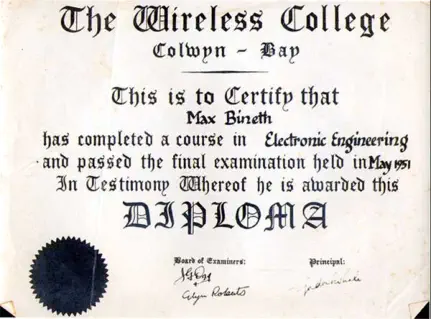 The Wireless College
Colwyn ~ Bay
This is to Certify that
Max Bineth
has completed a course in Electronic Engineering
and passed the final examination held in May 1951
In Testimony Whereof he is awarded this
DIPLOMA
Board of Examiners: Principal:
Glyn Roberts